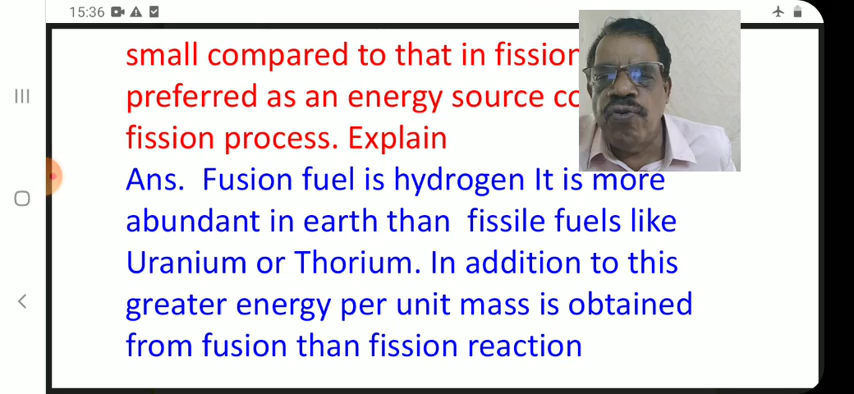 15:36
small compared to that in fission
preferred as an energy source co
fission process. Explain
Ans. Fusion fuel is hydrogen It is more
abundant in earth than fissile fuels like
Uranium or Thorium. In addition to this
greater energy per unit mass is obtained
from fusion than fission reaction